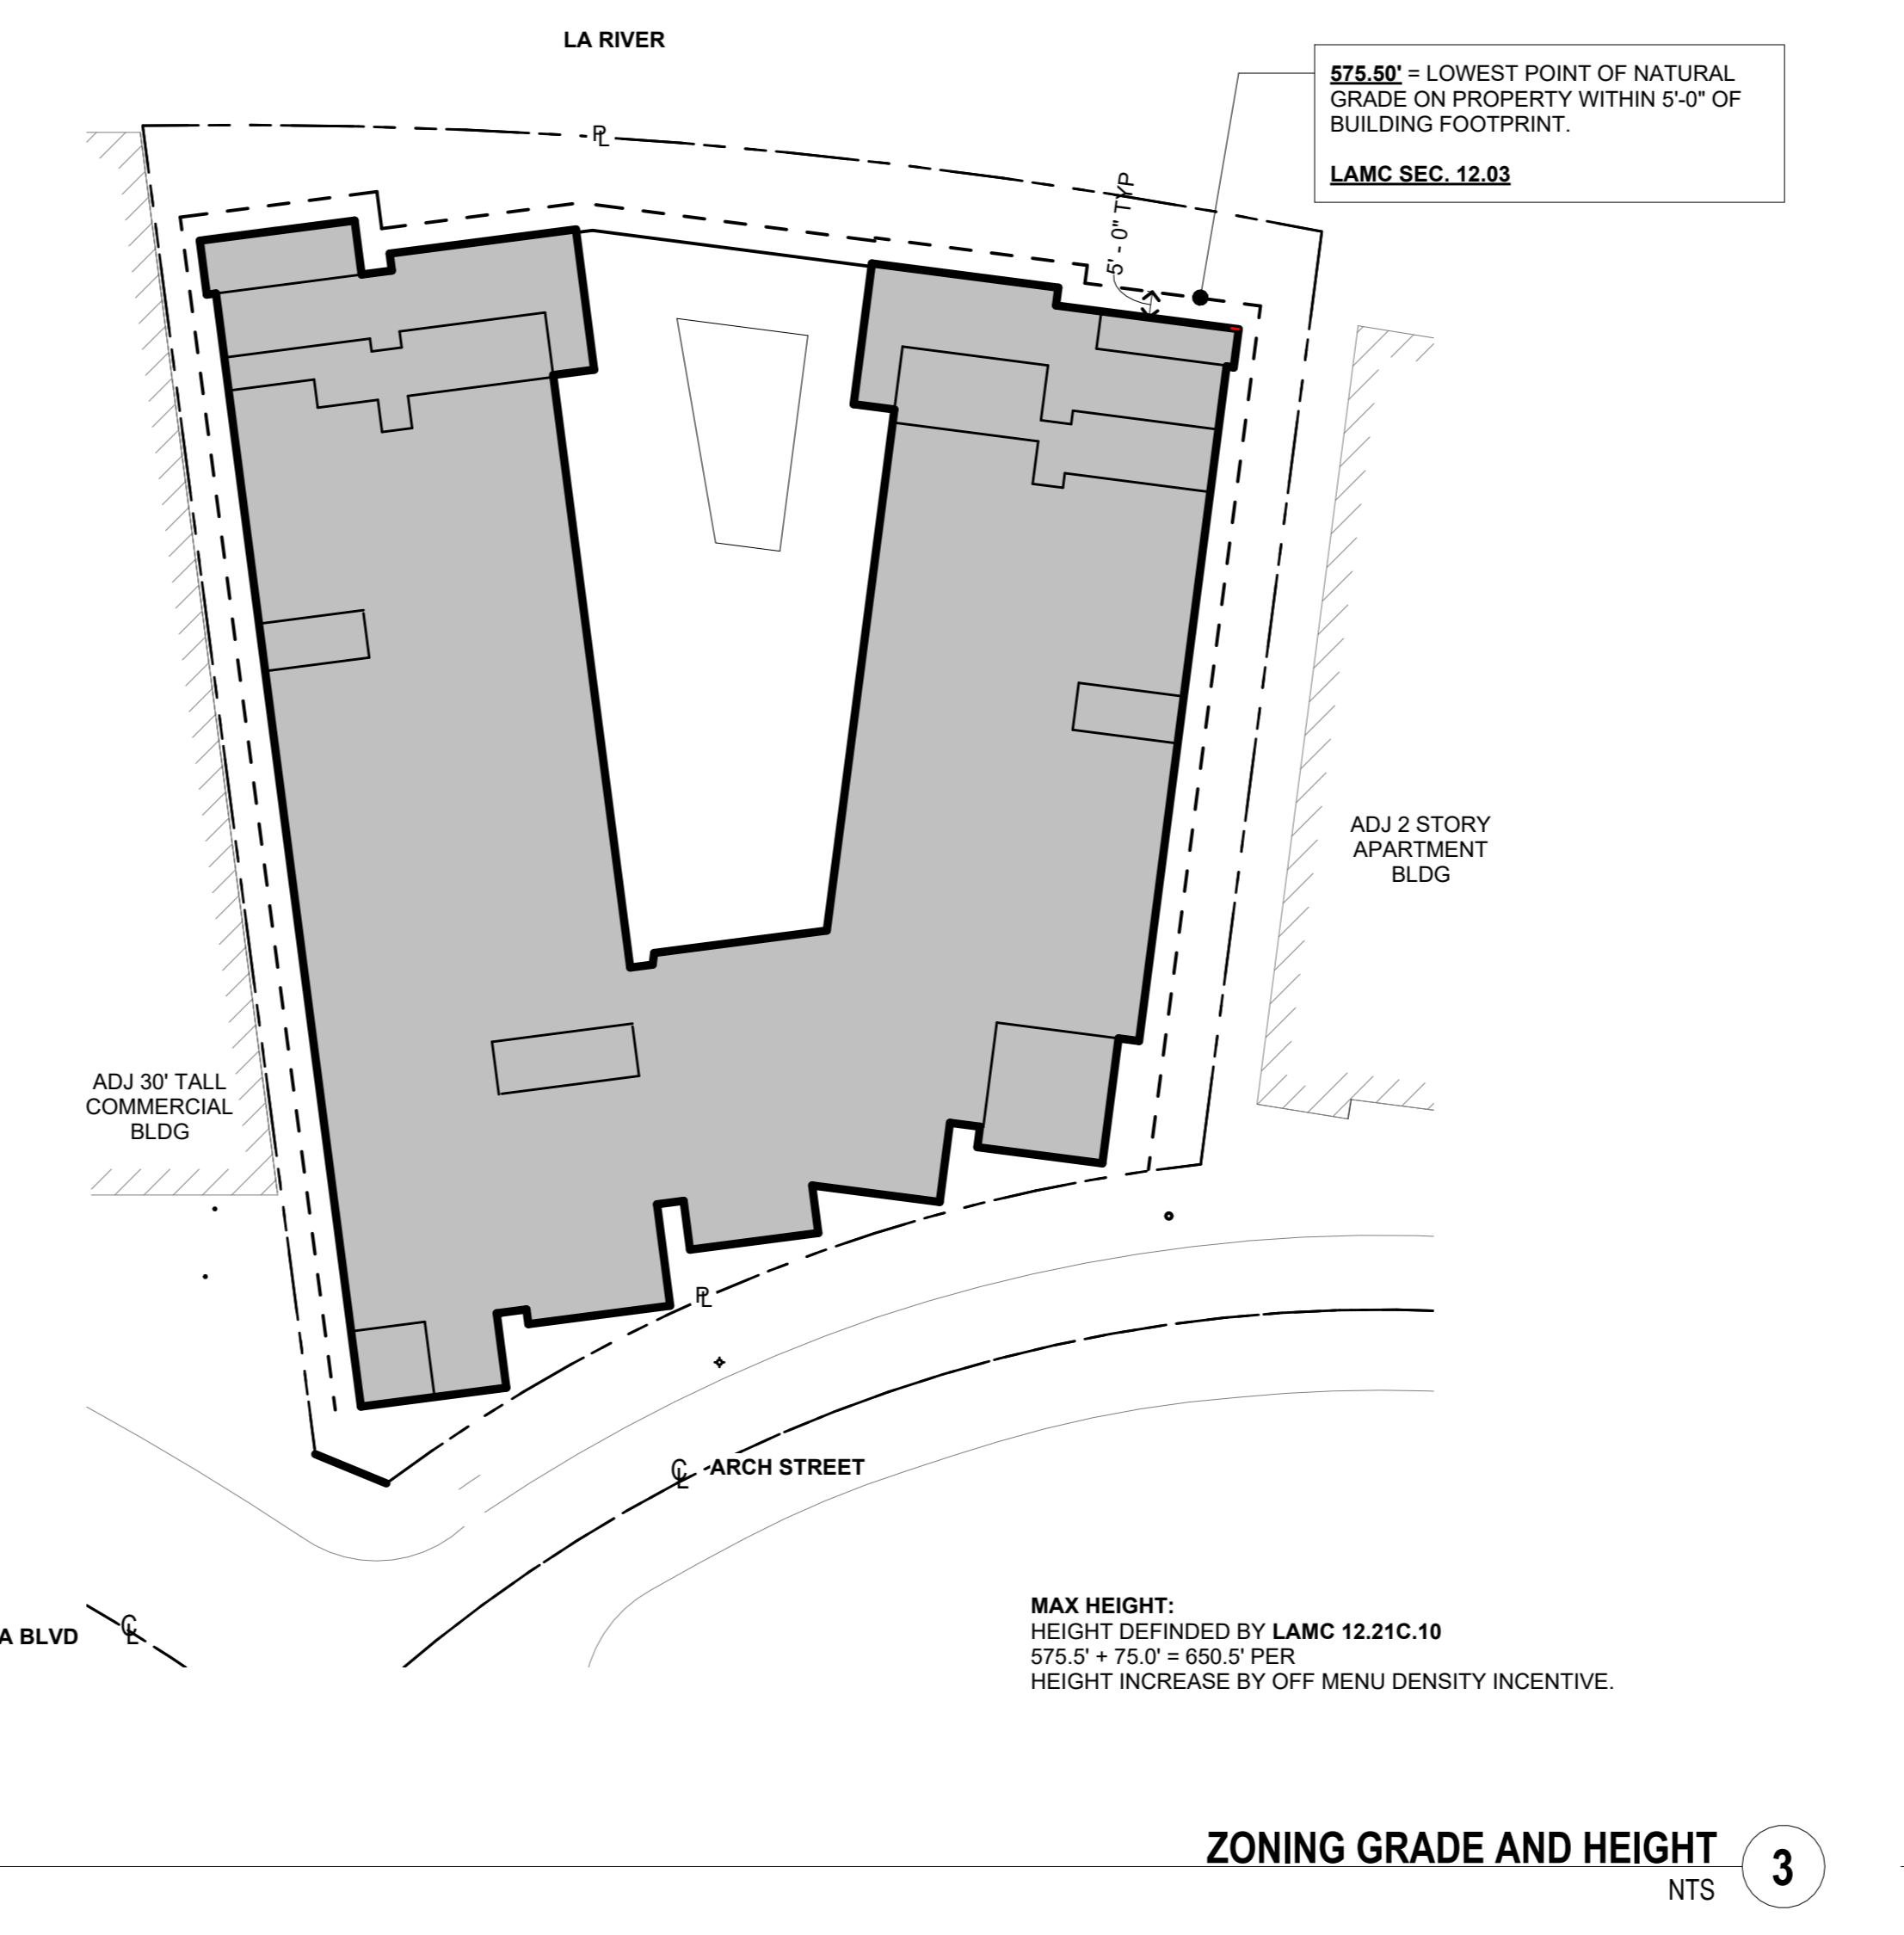 LA RIVER
575.50' = LOWEST POINT OF NATURAL
GRADE ON PROPERTY WITHIN 5'-0" OF
BUILDING FOOTPRINT.
LAMC SEC. 12.03
PL
5' - 0" TYP
ADJ 2 STORY
APARTMENT
BLDG
ADJ 30' TALL
COMMERCIAL
BLDG
PL
CL ARCH STREET
A BLVD CL
MAX HEIGHT:
HEIGHT DEFINDED BY LAMC 12.21C.10
575.5' + 75.0' = 650.5' PER
HEIGHT INCREASE BY OFF MENU DENSITY INCENTIVE.
ZONING GRADE AND HEIGHT
3
NTS